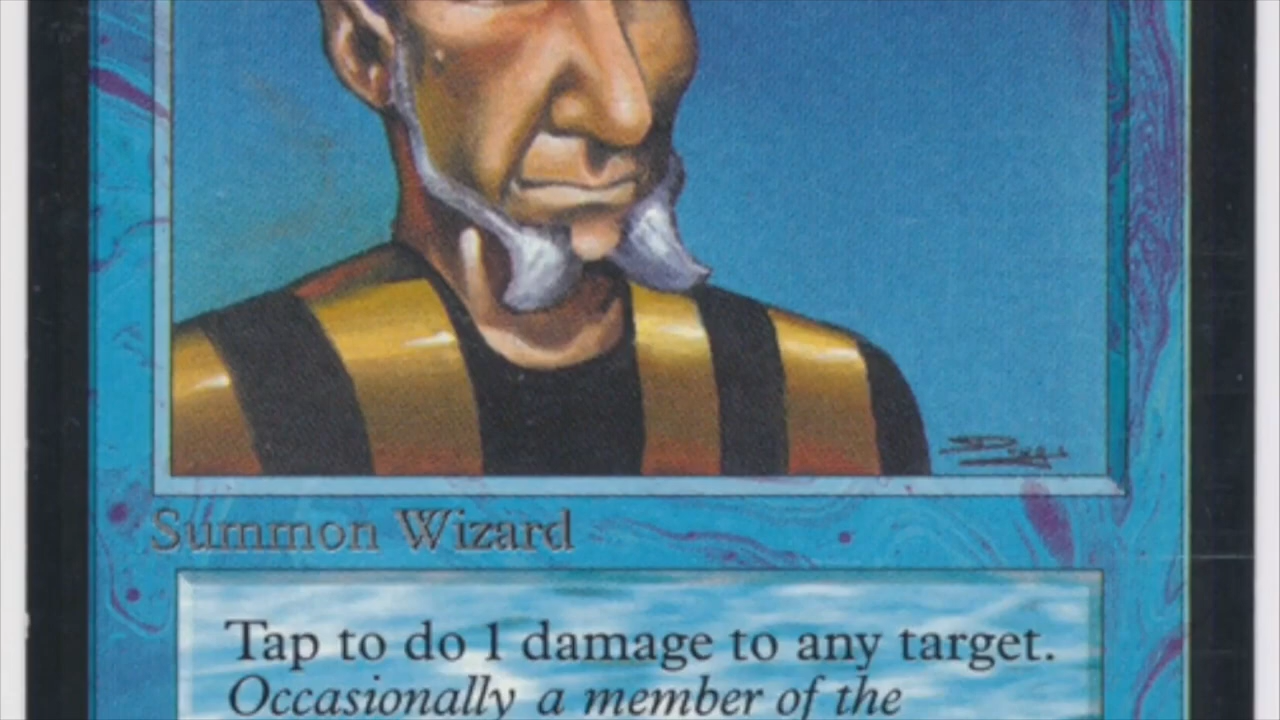 Summon Wizard
Tap to do 1 damage to any target.
Occasionally a member of the